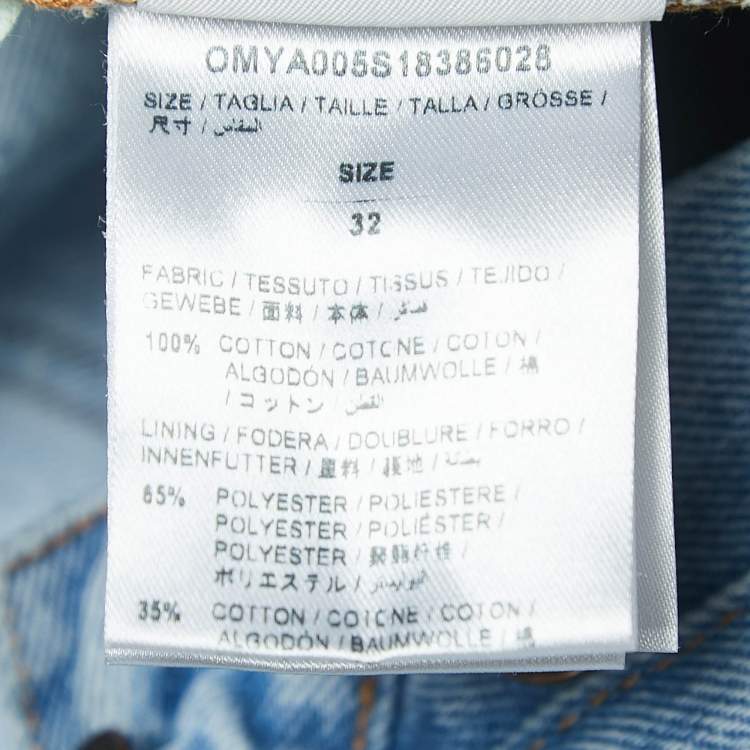 OMYA005S18386028
SIZE / TAGLIA / TAILLE / TALLA / GRÖSSE /
尺寸 / المقاس
SIZE
32
FABRIC / TESSUTO / TISSUS / TEJIDO /
GEWEBE / 面料 / 本体 /
100% COTTON / COTONE / COTON /
ALGODÓN / BAUMWOLLE / 棉
/ コットン / القطن
LINING / FODERA / DOUBLURE / FORRO /
INNENFUTTER / 里料 / 裏地 / بطانة
65% POLYESTER / POLIESTERE /
POLYESTER / POLIÉSTER /
POLYESTER / 聚酯纤维 /
ポリエステル / البوليستر
35% COTTON / COTONE / COTON /
ALGODÓN / BAUMWOLLE / 棉